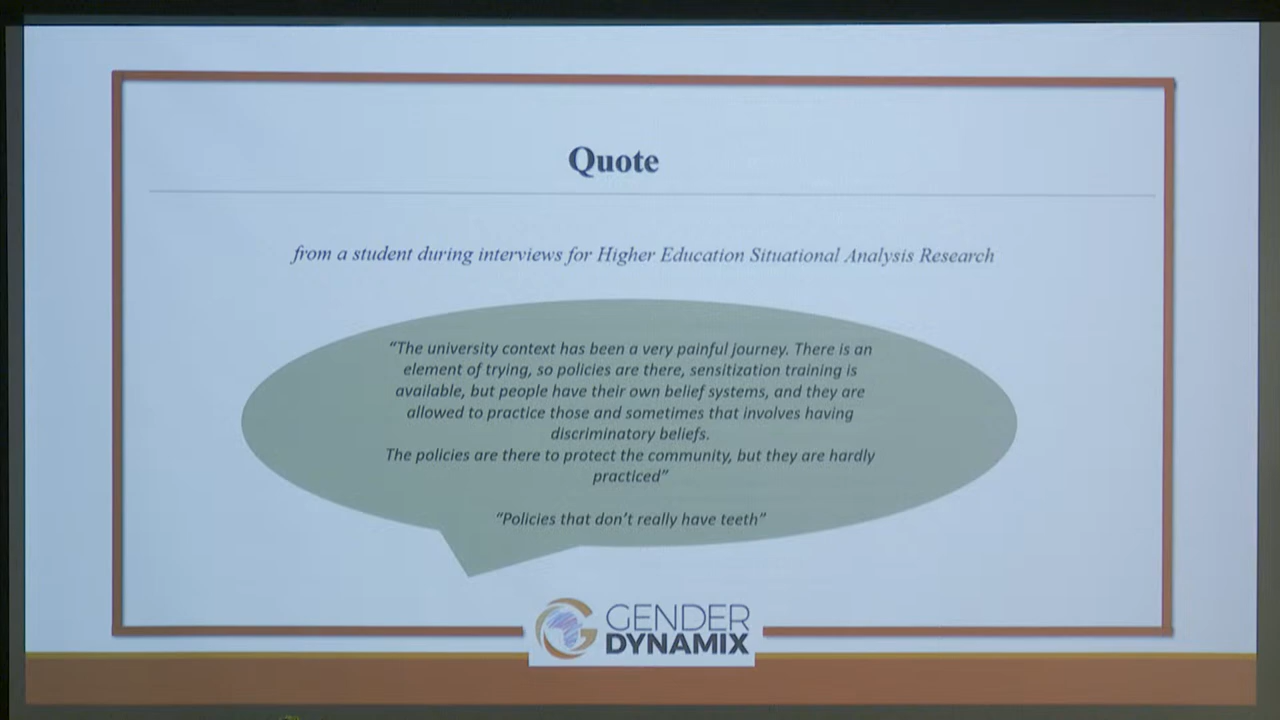 Quote
from a student during interviews for Higher Education Situational Analysis Research
“The university context has been a very painful journey. There is an
element of trying, so policies are there, sensitization training is
available, but people have their own belief systems, and they are
allowed to practice those and sometimes that involves having
discriminatory beliefs.
The policies are there to protect the community, but they are hardly
practiced”
“Policies that don’t really have teeth”
GENDER
DYNAMIX